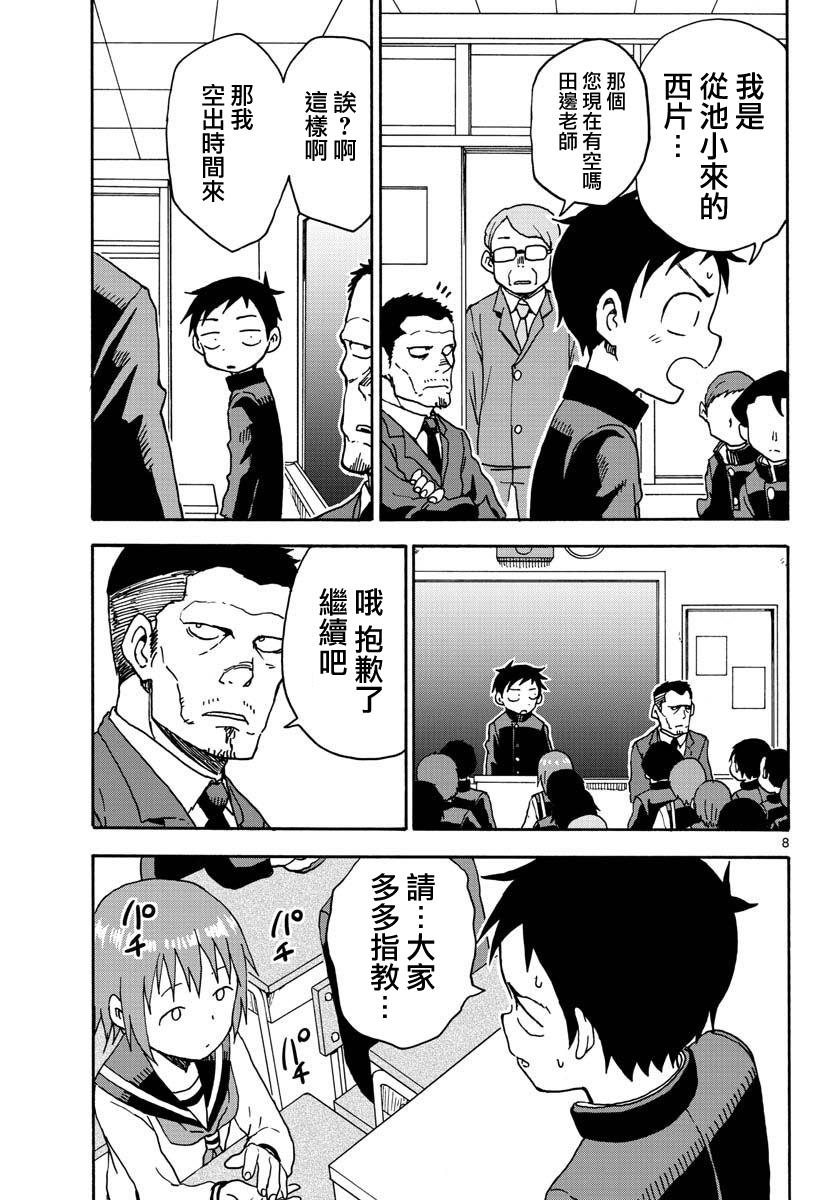 我是
從池小來的
西片…
那個
您現在有空嗎
田邊老師
誒？啊
這樣啊
那我
空出時間來
哦 抱歉了
繼續吧
8
請…大家
多多指教…
パチ
パチ
パチ
パチ